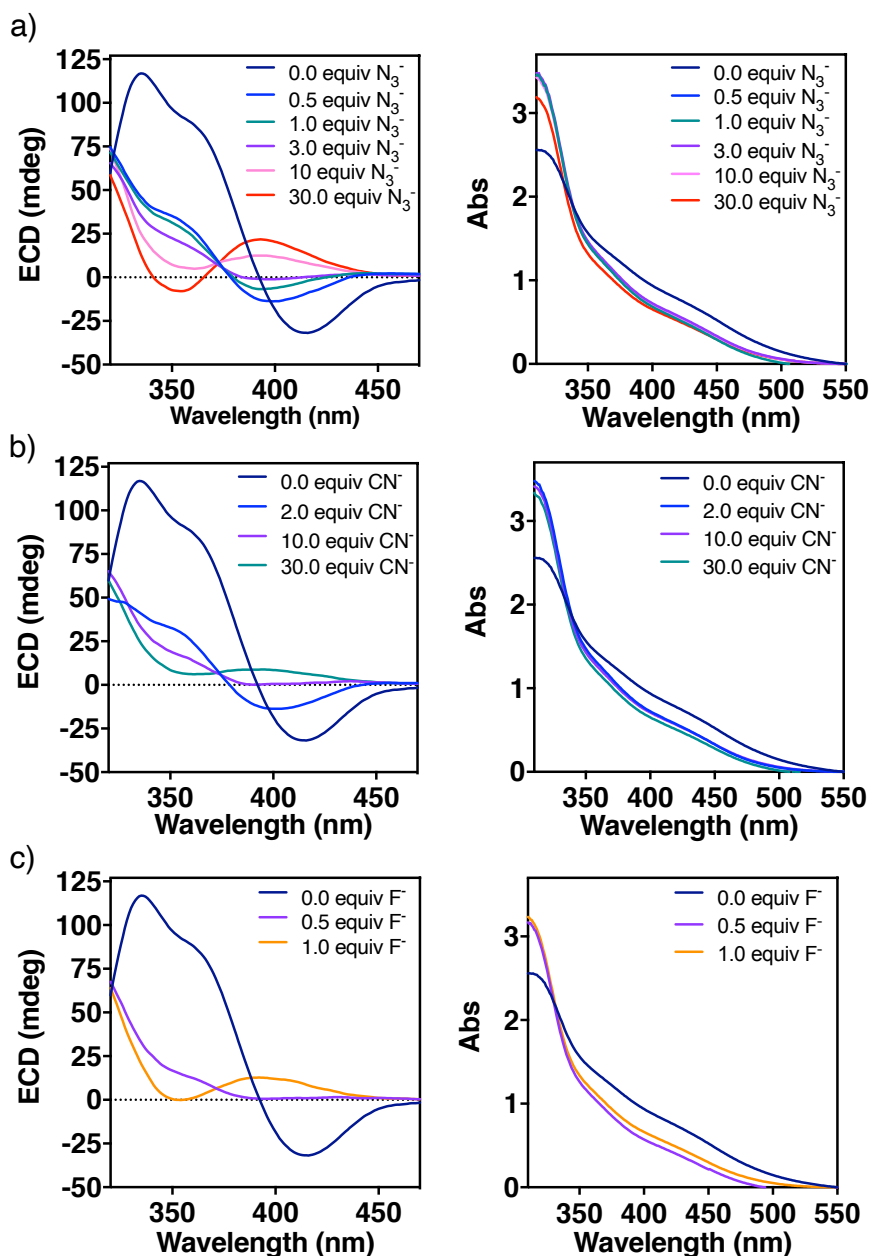 a)
125
100
75
50
25
0
-25
-50
ECD (mdeg)
350 400 450
Wavelength (nm)
0.0 equiv N₃⁻
0.5 equiv N₃⁻
1.0 equiv N₃⁻
3.0 equiv N₃⁻
10 equiv N₃⁻
30.0 equiv N₃⁻
3
2
1
0
Abs
350 400 450 500 550
Wavelength (nm)
0.0 equiv N₃⁻
0.5 equiv N₃⁻
1.0 equiv N₃⁻
3.0 equiv N₃⁻
10.0 equiv N₃⁻
30.0 equiv N₃⁻
b)
125
100
75
50
25
0
-25
-50
ECD (mdeg)
350 400 450
Wavelength (nm)
0.0 equiv CN⁻
2.0 equiv CN⁻
10.0 equiv CN⁻
30.0 equiv CN⁻
3
2
1
0
Abs
350 400 450 500 550
Wavelength (nm)
0.0 equiv CN⁻
2.0 equiv CN⁻
10.0 equiv CN⁻
30.0 equiv CN⁻
c)
125
100
75
50
25
0
-25
-50
ECD (mdeg)
350 400 450
Wavelength (nm)
0.0 equiv F⁻
0.5 equiv F⁻
1.0 equiv F⁻
3
2
1
0
Abs
350 400 450 500 550
Wavelength (nm)
0.0 equiv F⁻
0.5 equiv F⁻
1.0 equiv F⁻